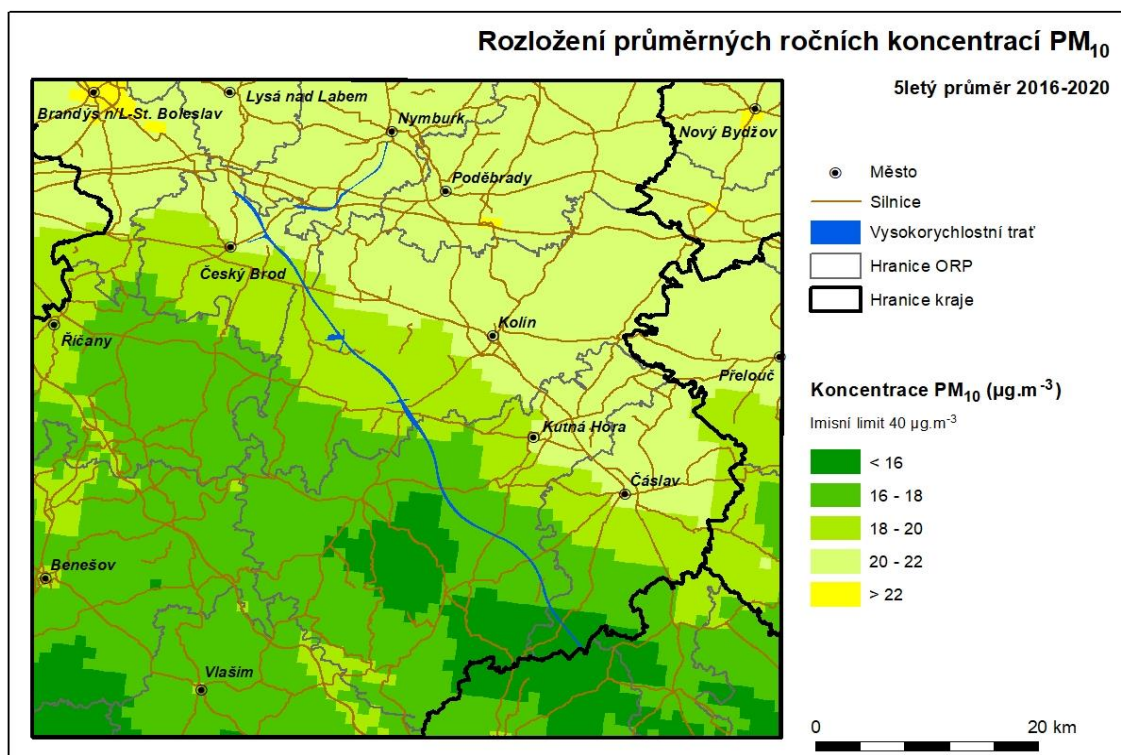 Rozložení průměrných ročních koncentrací PM10
5letý průměr 2016-2020
Brandýs n/L-St. Boleslav
Lysá nad Labem
Nymburk
Nový Bydžov
Poděbrady
Český Brod
Kolín
Říčany
Přelouč
Kutná Hora
Čáslav
Benešov
Vlašim
Město
Silnice
Vysokorychlostní trať
Hranice ORP
Hranice kraje
Koncentrace PM10 (µg.m-3)
Imisní limit 40 µg.m-3
< 16
16 - 18
18 - 20
20 - 22
> 22
0 20 km